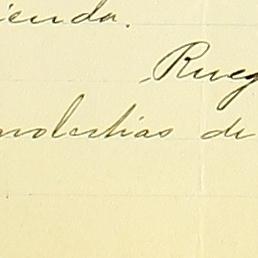 ienda.
Rueg
molestias de